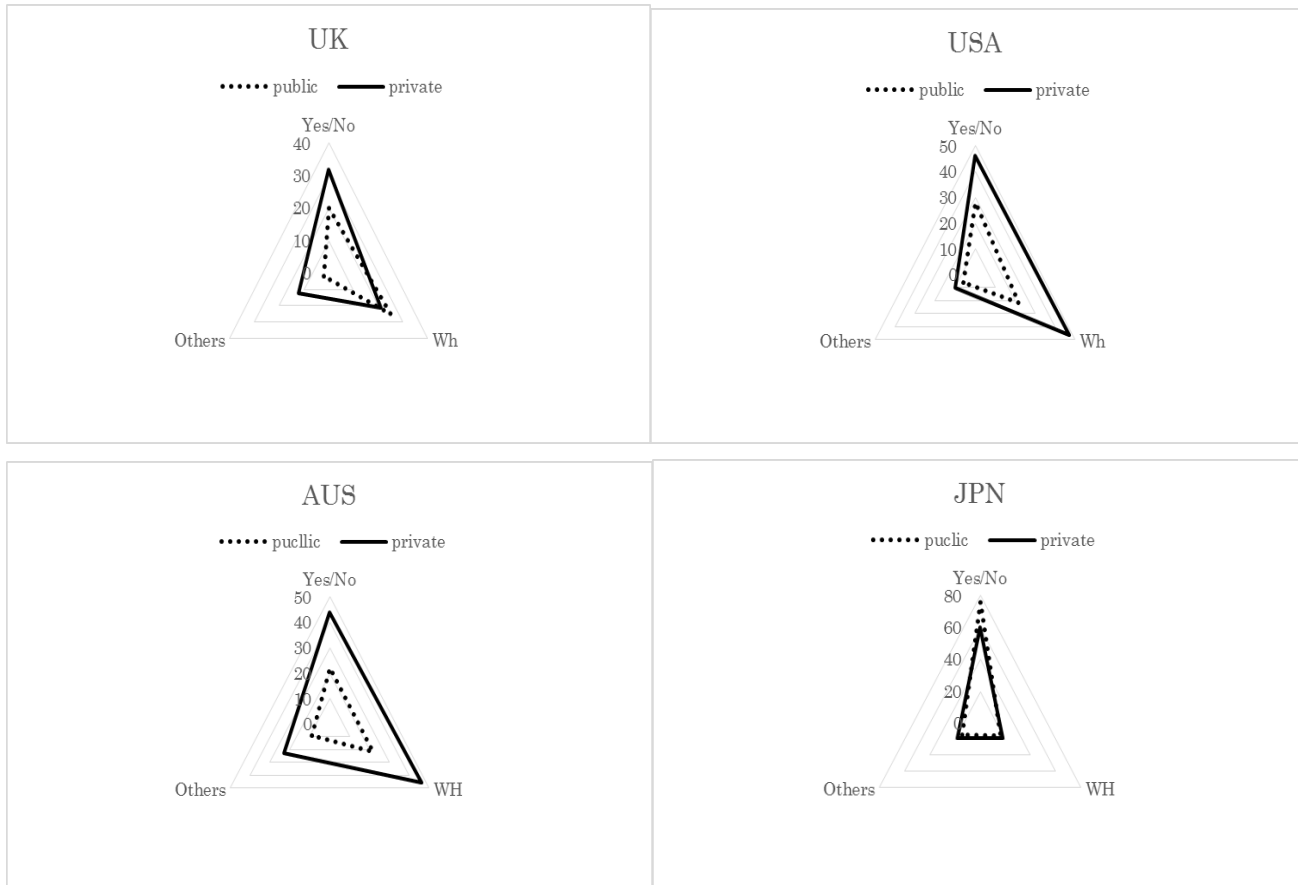 UK
public private
Yes/No
40
30
20
10
0
Others Wh
USA
public private
Yes/No
50
40
30
20
10
0
Others Wh
AUS
pucllic private
Yes/No
50
40
30
20
10
0
Others WH
JPN
puclic private
Yes/No
80
60
40
20
0
Others WH